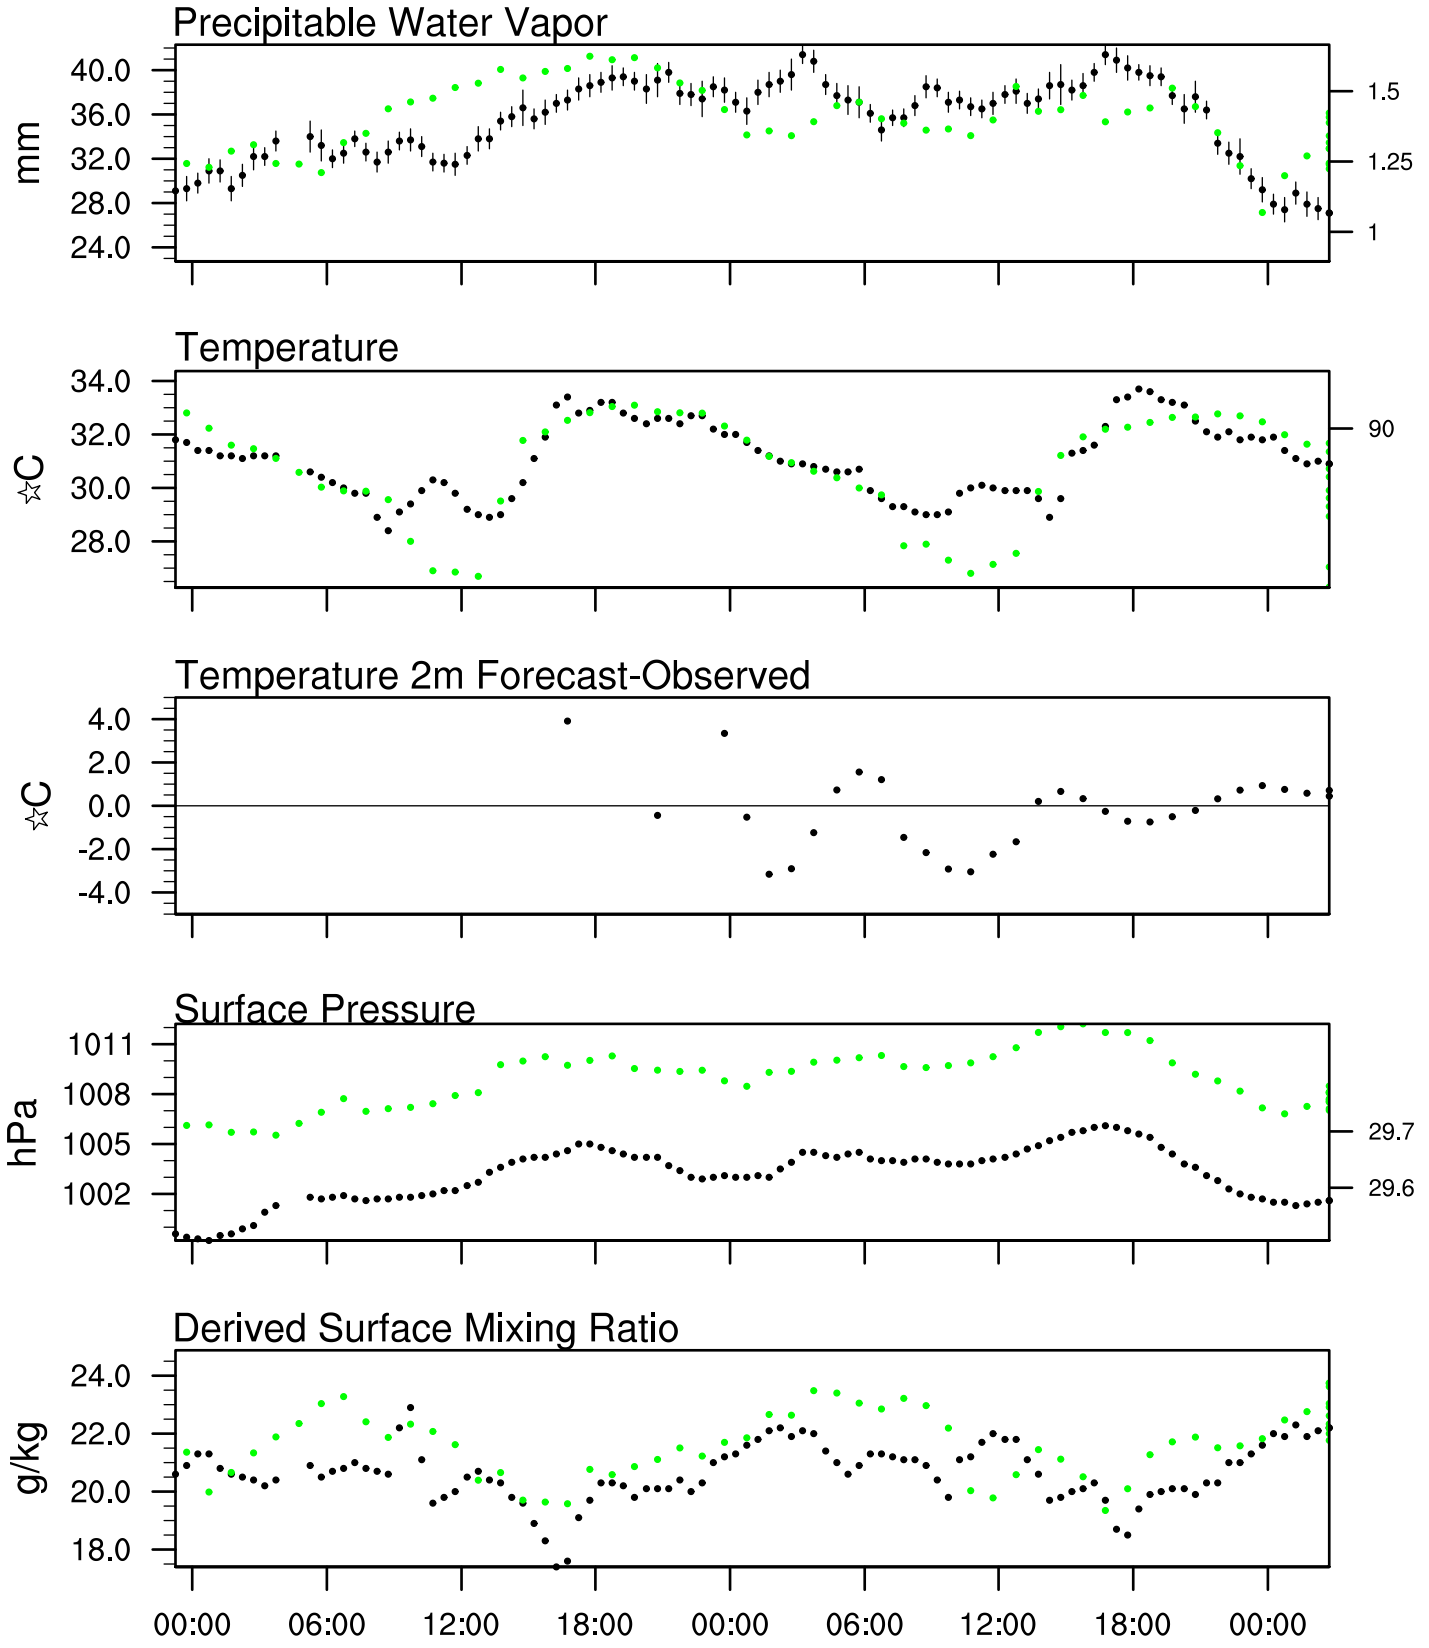 Precipitable Water Vapor
mm
40.0
36.0
32.0
28.0
24.0
1.5
1.25
1
Temperature
☆C
34.0
32.0
30.0
28.0
90
Temperature 2m Forecast-Observed
☆C
4.0
2.0
0.0
-2.0
-4.0
Surface Pressure
hPa
1011
1008
1005
1002
29.7
29.6
Derived Surface Mixing Ratio
g/kg
24.0
22.0
20.0
18.0
00:00 06:00 12:00 18:00 00:00 06:00 12:00 18:00 00:00